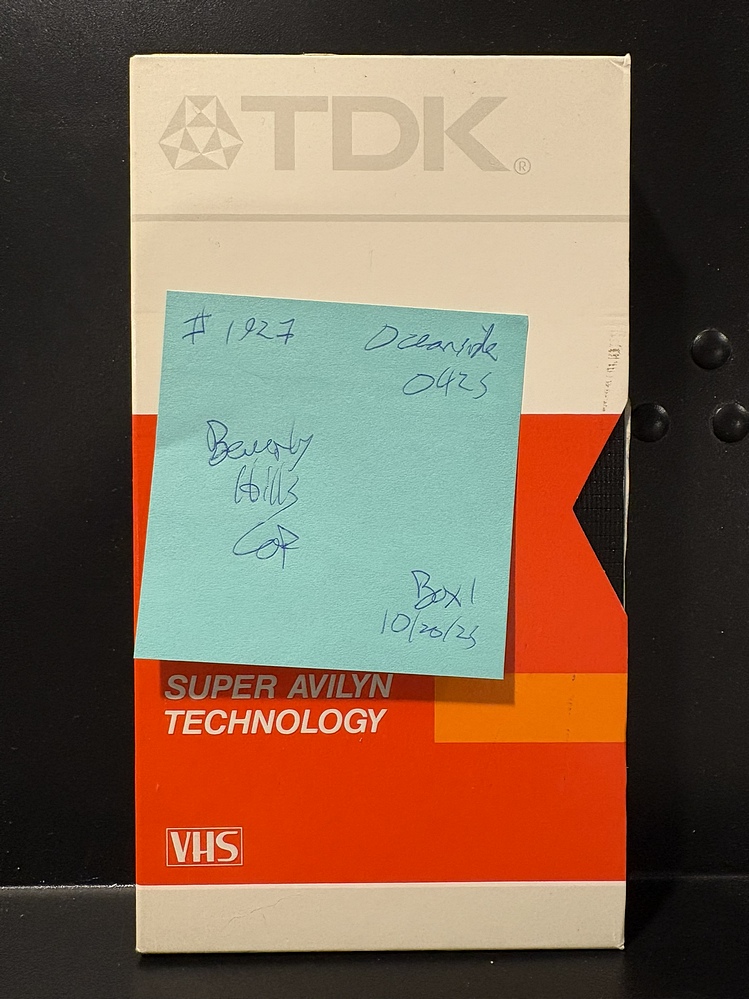 TDK®
#1927 Oceanside
0425
Beverly
Hills
Cop
Box 1
10/20/25
SUPER AVILYN
TECHNOLOGY
VHS